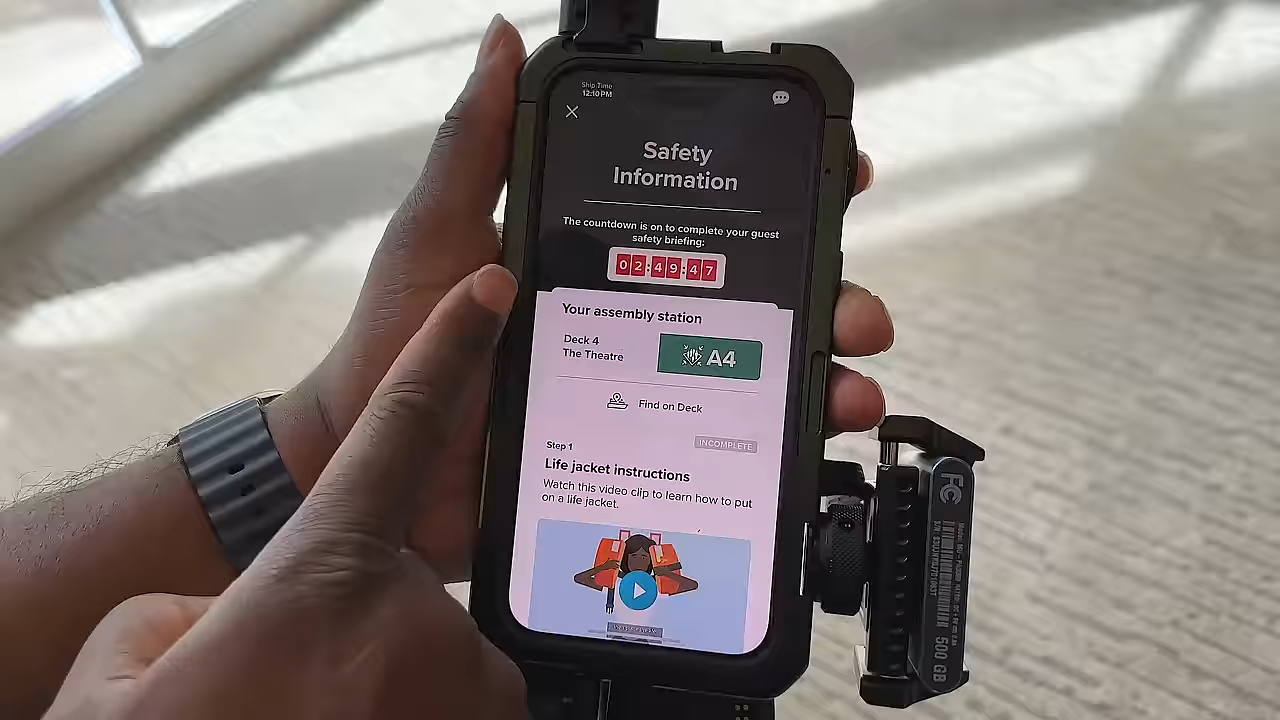 Ship Time
12:10 PM
Safety
Information
The countdown is on to complete your guest
safety briefing:
02:49:47
Your assembly station
Deck 4
The Theatre
A4
Find on Deck
Step 1
INCOMPLETE
Life jacket instructions
Watch this video clip to learn how to put
on a life jacket.
FC
500 GB